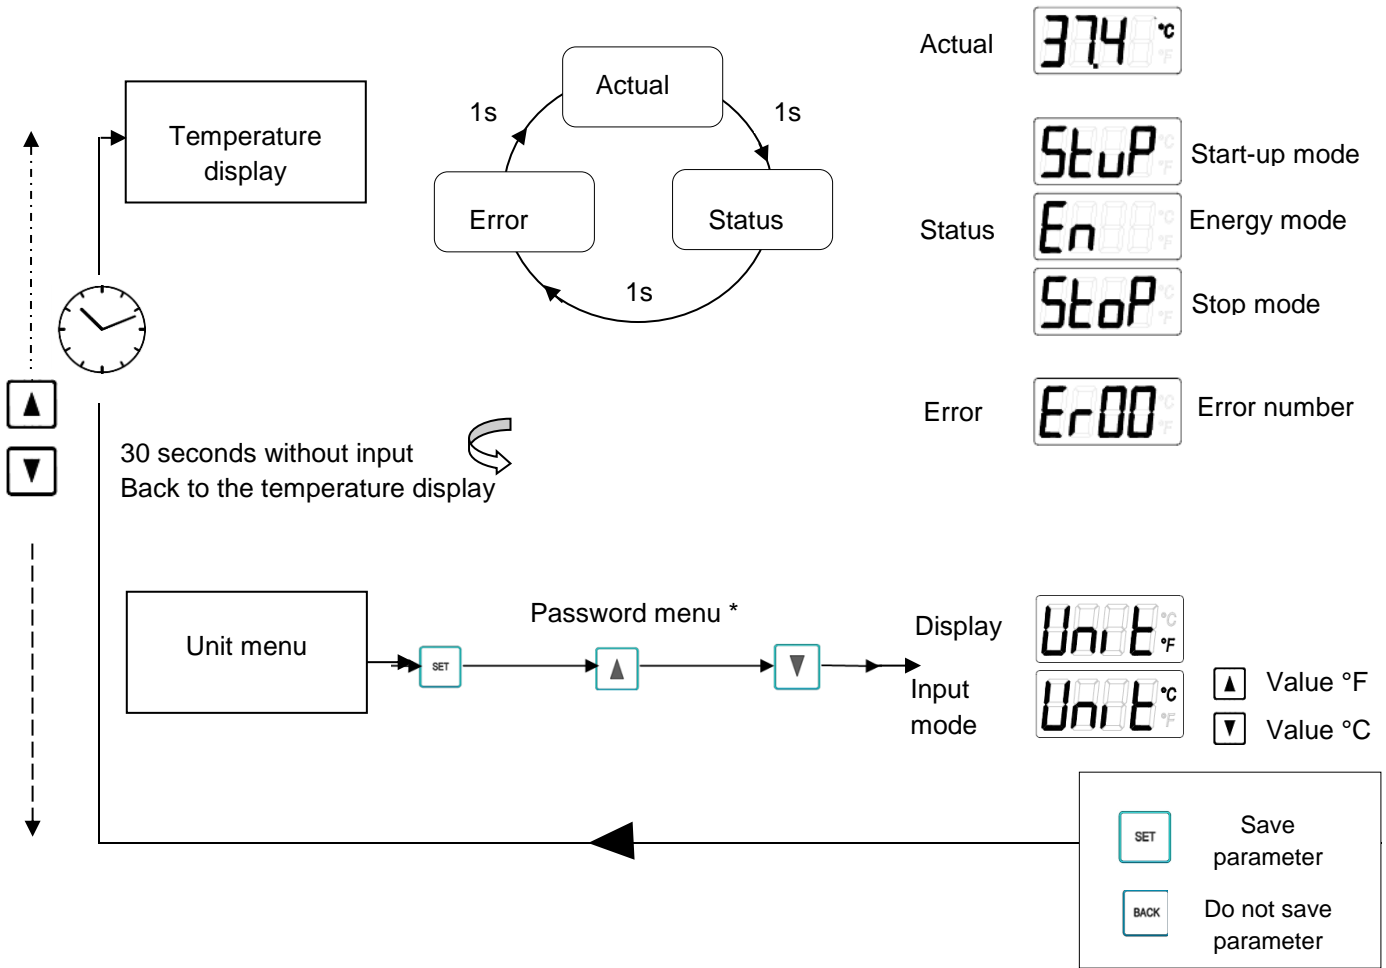 Actual
37.4 °C
°F
Temperature
display
Actual
1s
1s
Error
Status
1s
Status
StuP °C
°F
Start-up mode
En °C
°F
Energy mode
StoP °C
°F
Stop mode
Error
Er00 °C
°F
Error number
30 seconds without input
Back to the temperature display
Unit menu
SET
Password menu *
Display
Unit °C
°F
Input
mode
Unit °C
°F
Value °F
Value °C
SET
Save
parameter
BACK
Do not save
parameter